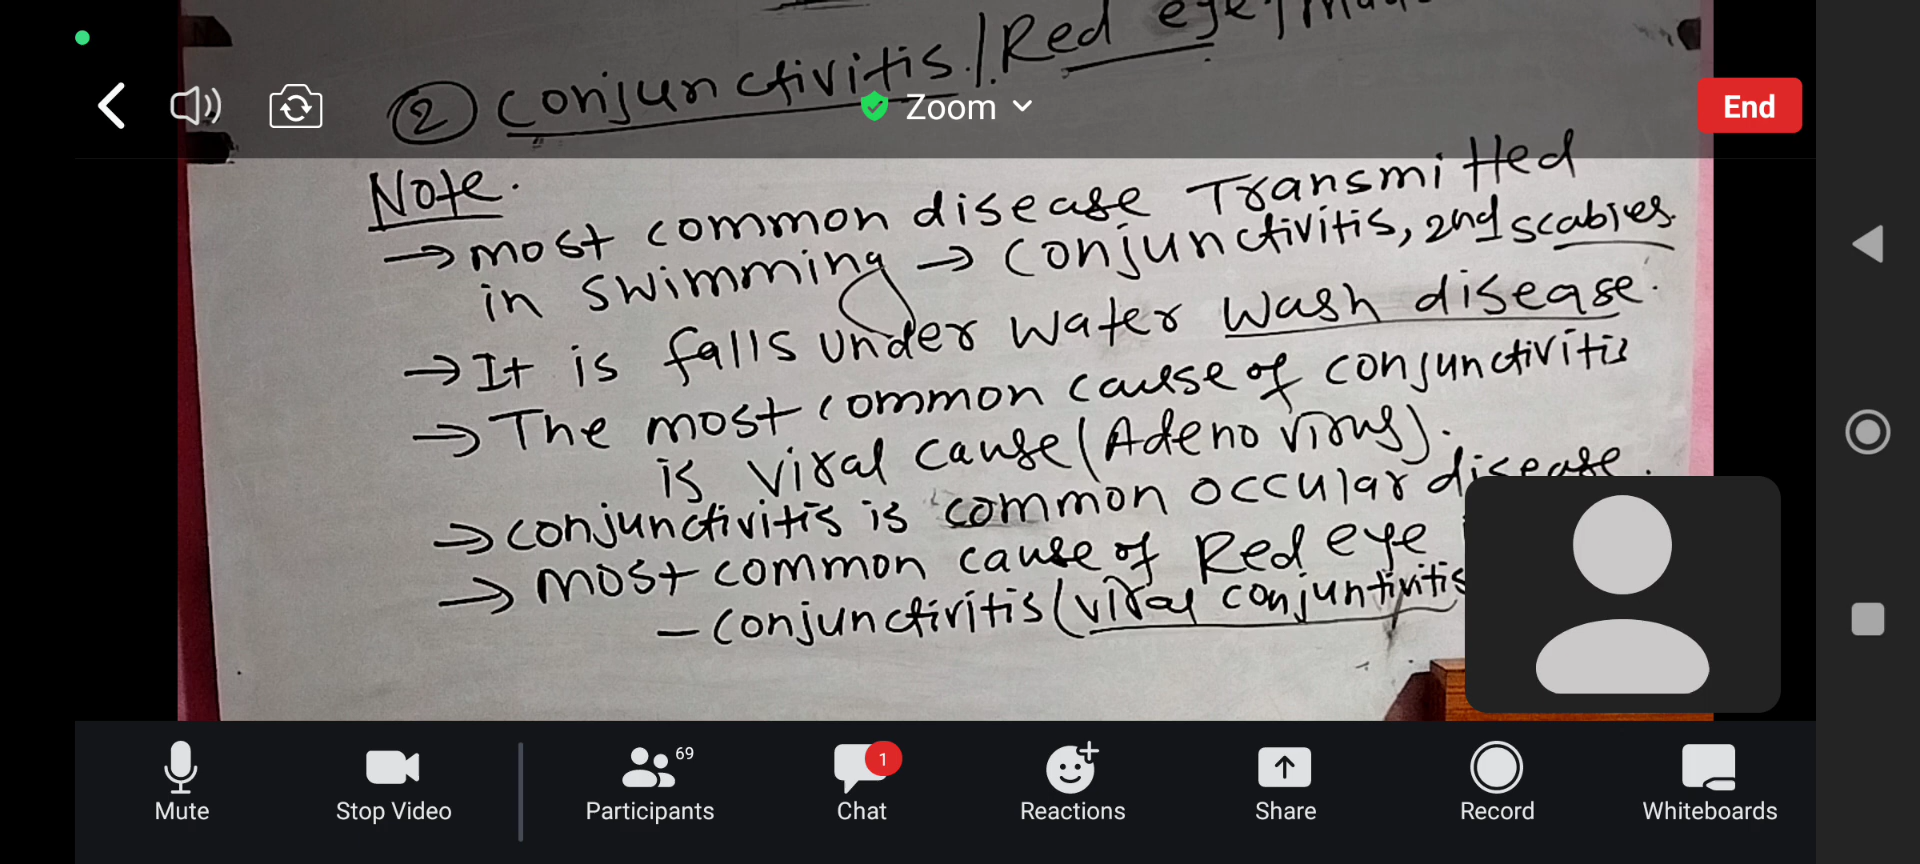 ② Conjunctivitis / Red eye /
Zoom
End
Note.
→ most common disease Transmitted
in swimming → conjunctivitis, 2nd scabies.
→ It is falls under water wash disease.
→ The most common cause of conjunctivitis
is viral cause (Adeno virus).
→ conjunctivitis is common occular disease.
→ most common cause of Red eye
– conjunctivitis (viral conjuntivitis
69
1
Mute
Stop Video
Participants
Chat
Reactions
Share
Record
Whiteboards